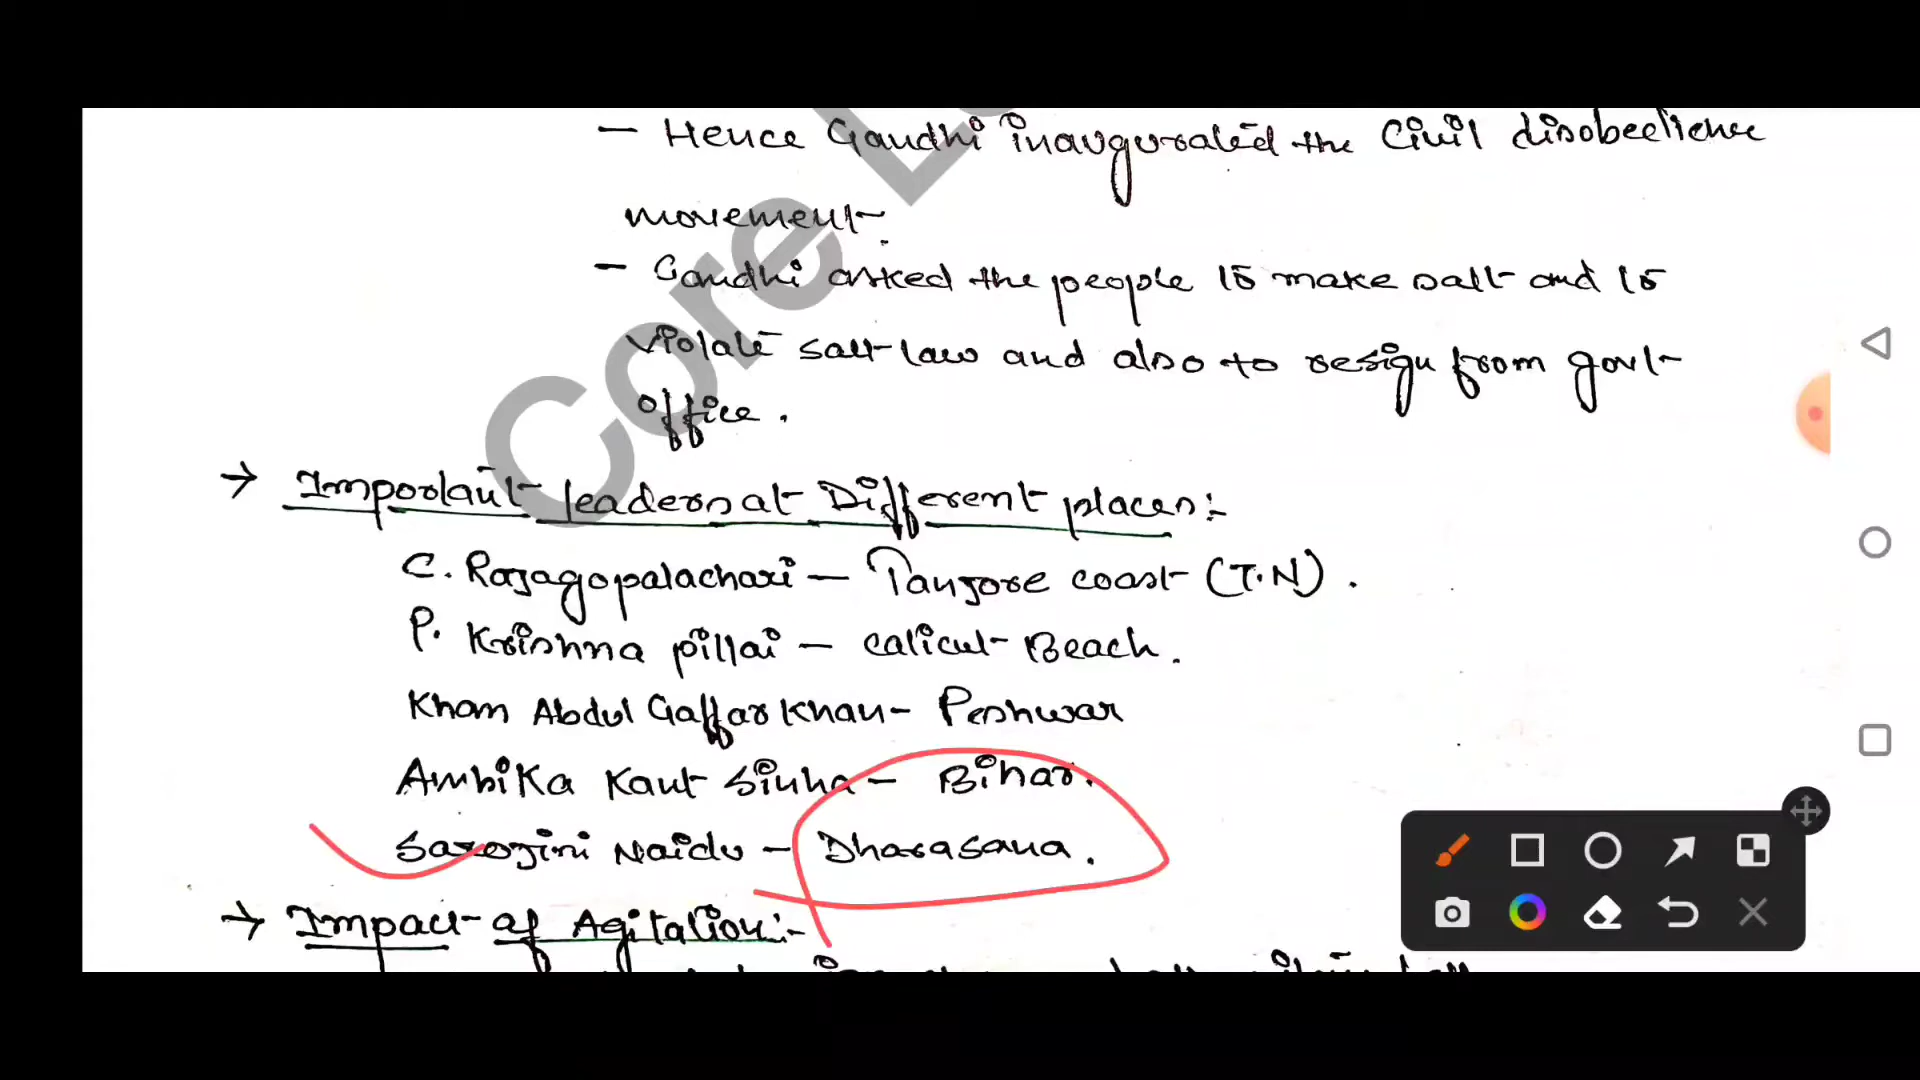 — Hence Gandhi inaugurated the Civil disobedience
movement.
— Gandhi asked the people to make salt and to
Violate salt law and also to resign from govt
office.
→ Important leaders at Different places:-
C. Rajagopalachari — Tanjore coast (T.N).
P. Krishna pillai — calicut Beach.
Khan Abdul Gaffar Khan - Peshwar
Ambika Kant Sinha — Bihar.
Sarojini Naidu — Dharasana.
→ Impact of Agitation:-
Core